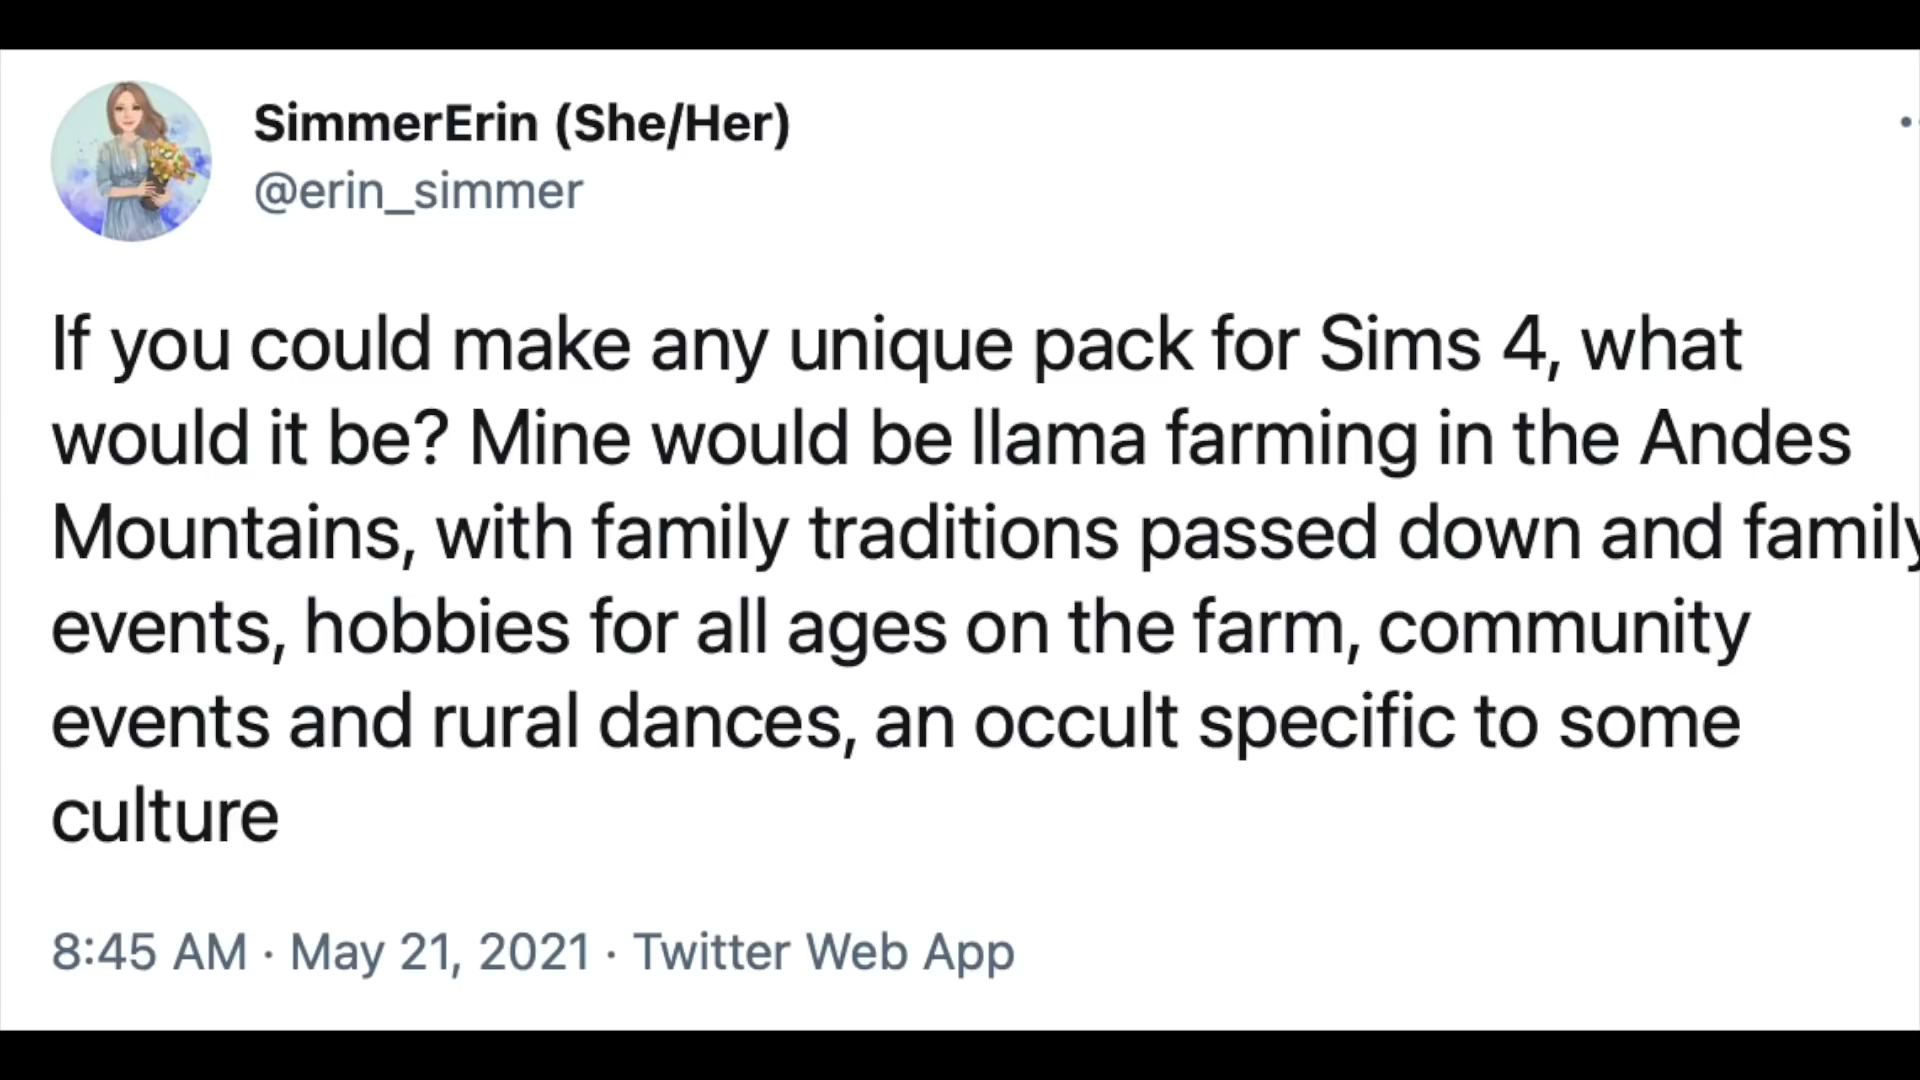 SimmerErin (She/Her)
@erin_simmer
If you could make any unique pack for Sims 4, what
would it be? Mine would be llama farming in the Andes
Mountains, with family traditions passed down and family
events, hobbies for all ages on the farm, community
events and rural dances, an occult specific to some
culture
8:45 AM · May 21, 2021 · Twitter Web App